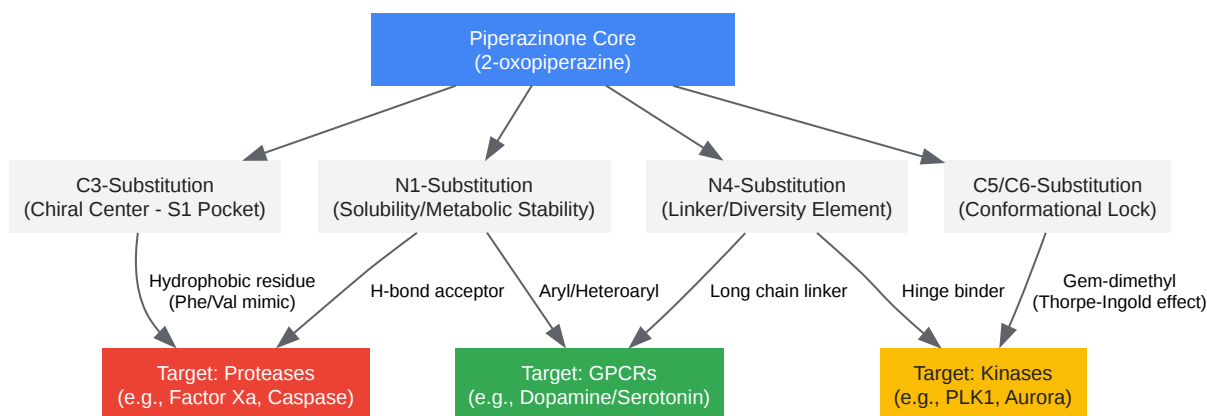 Piperazinone Core
(2-oxopiperazine)
C3-Substitution
(Chiral Center - S1 Pocket)
N1-Substitution
(Solubility/Metabolic Stability)
N4-Substitution
(Linker/Diversity Element)
C5/C6-Substitution
(Conformational Lock)
Hydrophobic residue
(Phe/Val mimic)
H-bond acceptor
Aryl/Heteroaryl
Long chain linker
Hinge binder
Gem-dimethyl
(Thorpe-Ingold effect)
Target: Proteases
(e.g., Factor Xa, Caspase)
Target: GPCRs
(e.g., Dopamine/Serotonin)
Target: Kinases
(e.g., PLK1, Aurora)